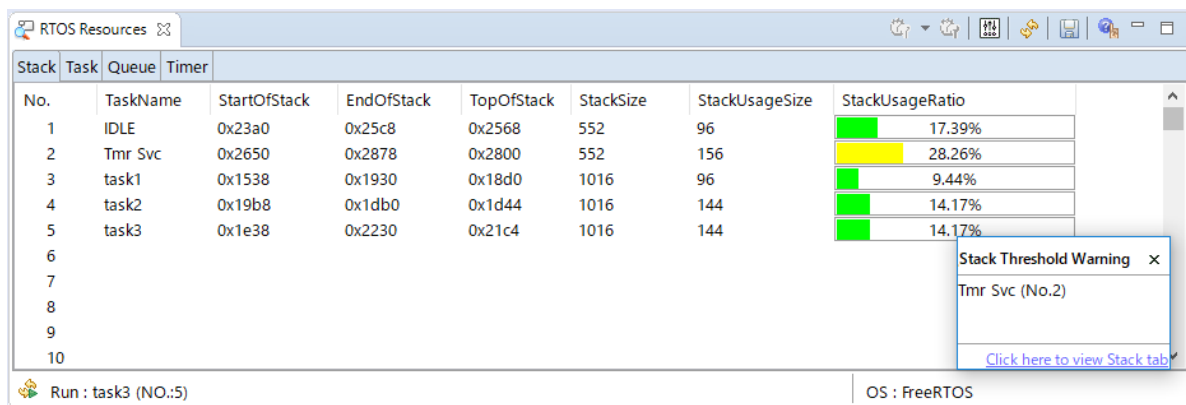 RTOS Resources
Stack Task Queue Timer
No. TaskName StartOfStack EndOfStack TopOfStack StackSize StackUsageSize StackUsageRatio
1 IDLE 0x23a0 0x25c8 0x2568 552 96 17.39%
2 Tmr Svc 0x2650 0x2878 0x2800 552 156 28.26%
3 task1 0x1538 0x1930 0x18d0 1016 96 9.44%
4 task2 0x19b8 0x1db0 0x1d44 1016 144 14.17%
5 task3 0x1e38 0x2230 0x21c4 1016 144 14.17%
6
7
8
9
10
Stack Threshold Warning
Tmr Svc (No.2)
Click here to view Stack tab
Run : task3 (NO.:5) OS : FreeRTOS